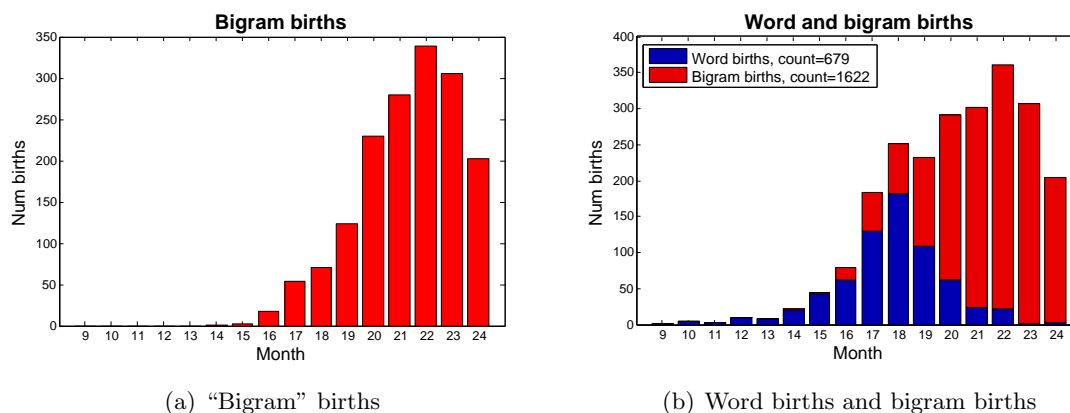 Bigram births
350
300
250
200
150
100
50
0
Num births
9 10 11 12 13 14 15 16 17 18 19 20 21 22 23 24
Month
(a) “Bigram” births
Word and bigram births
400
350
300
250
200
150
100
50
0
Num births
Word births, count=679
Bigram births, count=1622
9 10 11 12 13 14 15 16 17 18 19 20 21 22 23 24
Month
(b) Word births and bigram births